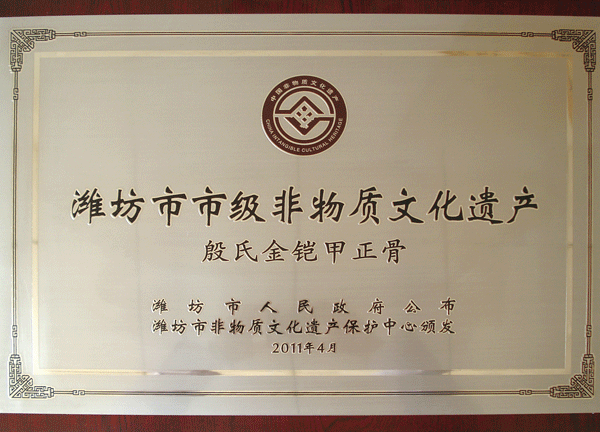 中国非物质文化遗产
CHINA INTANGIBLE CULTURAL HERITAGE
潍坊市市级非物质文化遗产
殷氏金铠甲正骨
潍坊市人民政府公布
潍坊市非物质文化遗产保护中心颁发
2011年4月